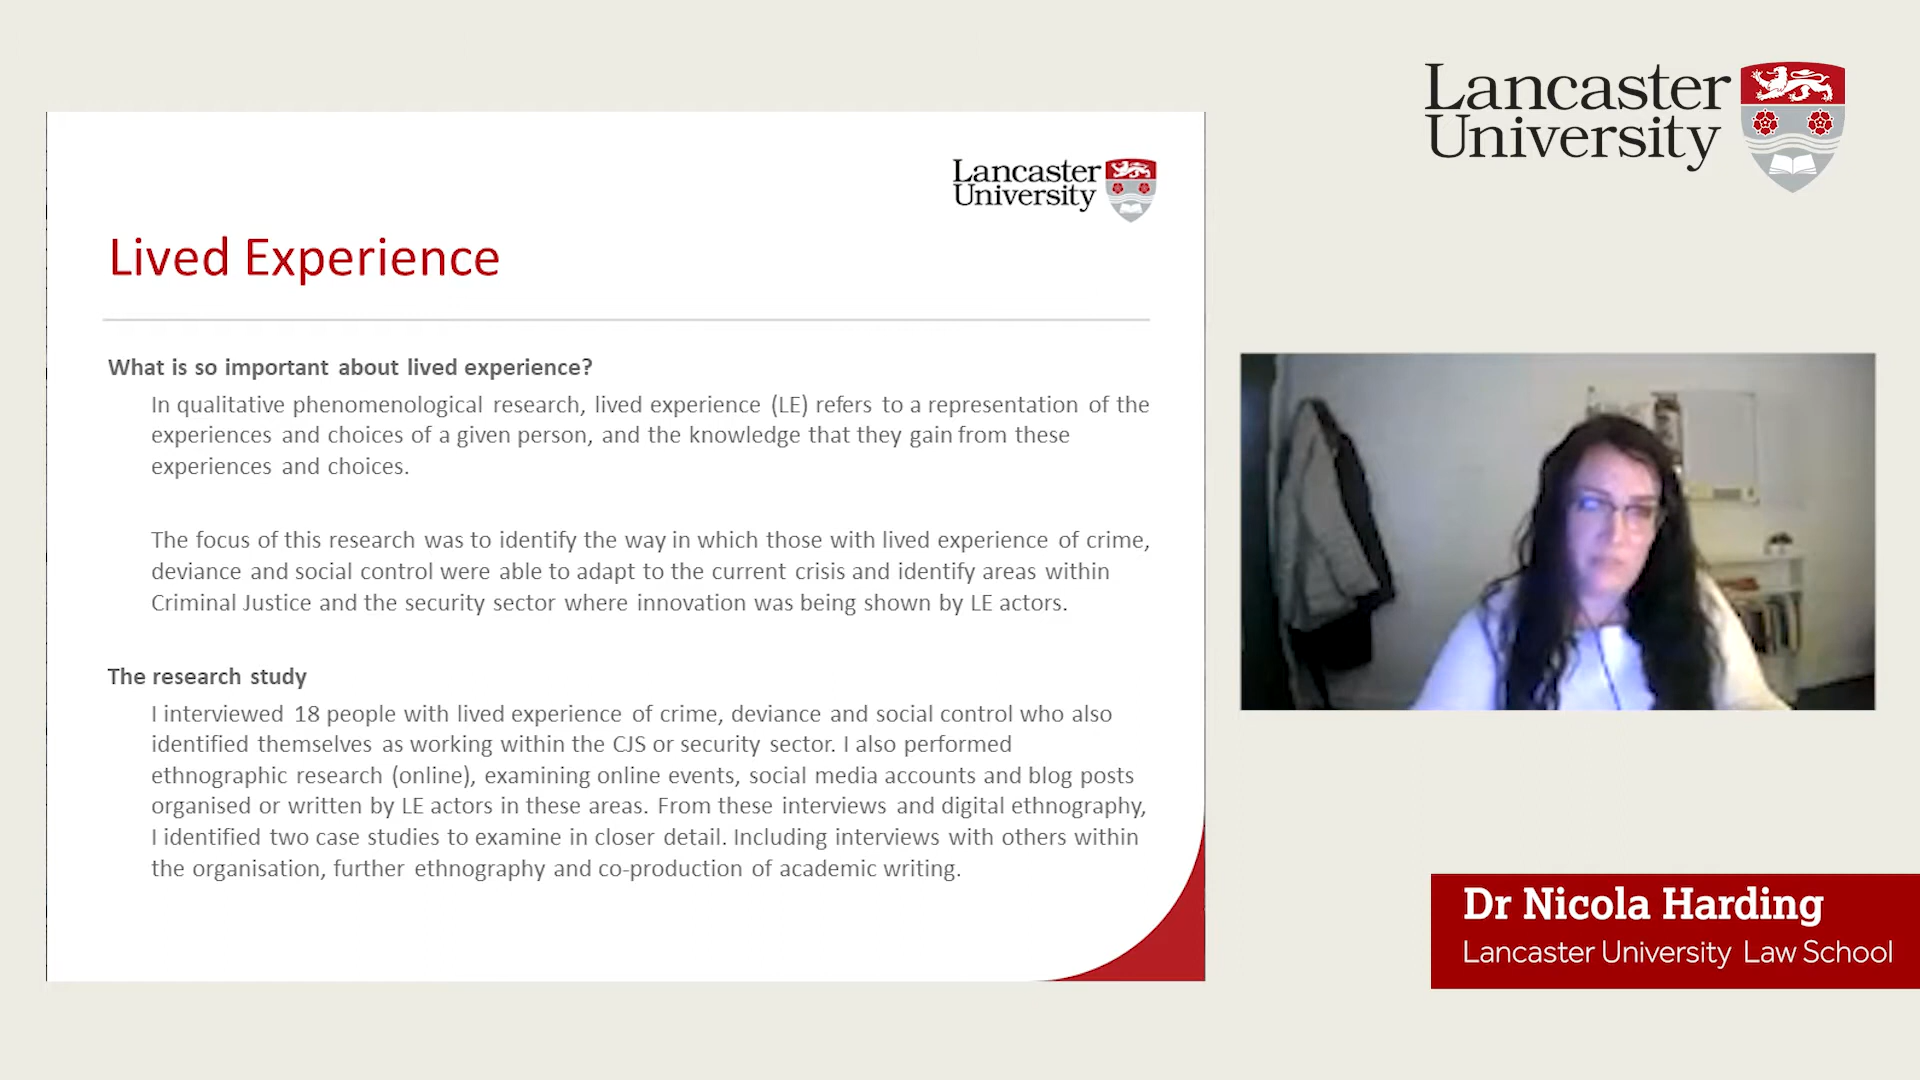 Lancaster
University
Lancaster
University
Lived Experience
What is so important about lived experience?
In qualitative phenomenological research, lived experience (LE) refers to a representation of the
experiences and choices of a given person, and the knowledge that they gain from these
experiences and choices.
The focus of this research was to identify the way in which those with lived experience of crime,
deviance and social control were able to adapt to the current crisis and identify areas within
Criminal Justice and the security sector where innovation was being shown by LE actors.
The research study
I interviewed 18 people with lived experience of crime, deviance and social control who also
identified themselves as working within the CJS or security sector. I also performed
ethnographic research (online), examining online events, social media accounts and blog posts
organised or written by LE actors in these areas. From these interviews and digital ethnography,
I identified two case studies to examine in closer detail. Including interviews with others within
the organisation, further ethnography and co-production of academic writing.
Dr Nicola Harding
Lancaster University Law School